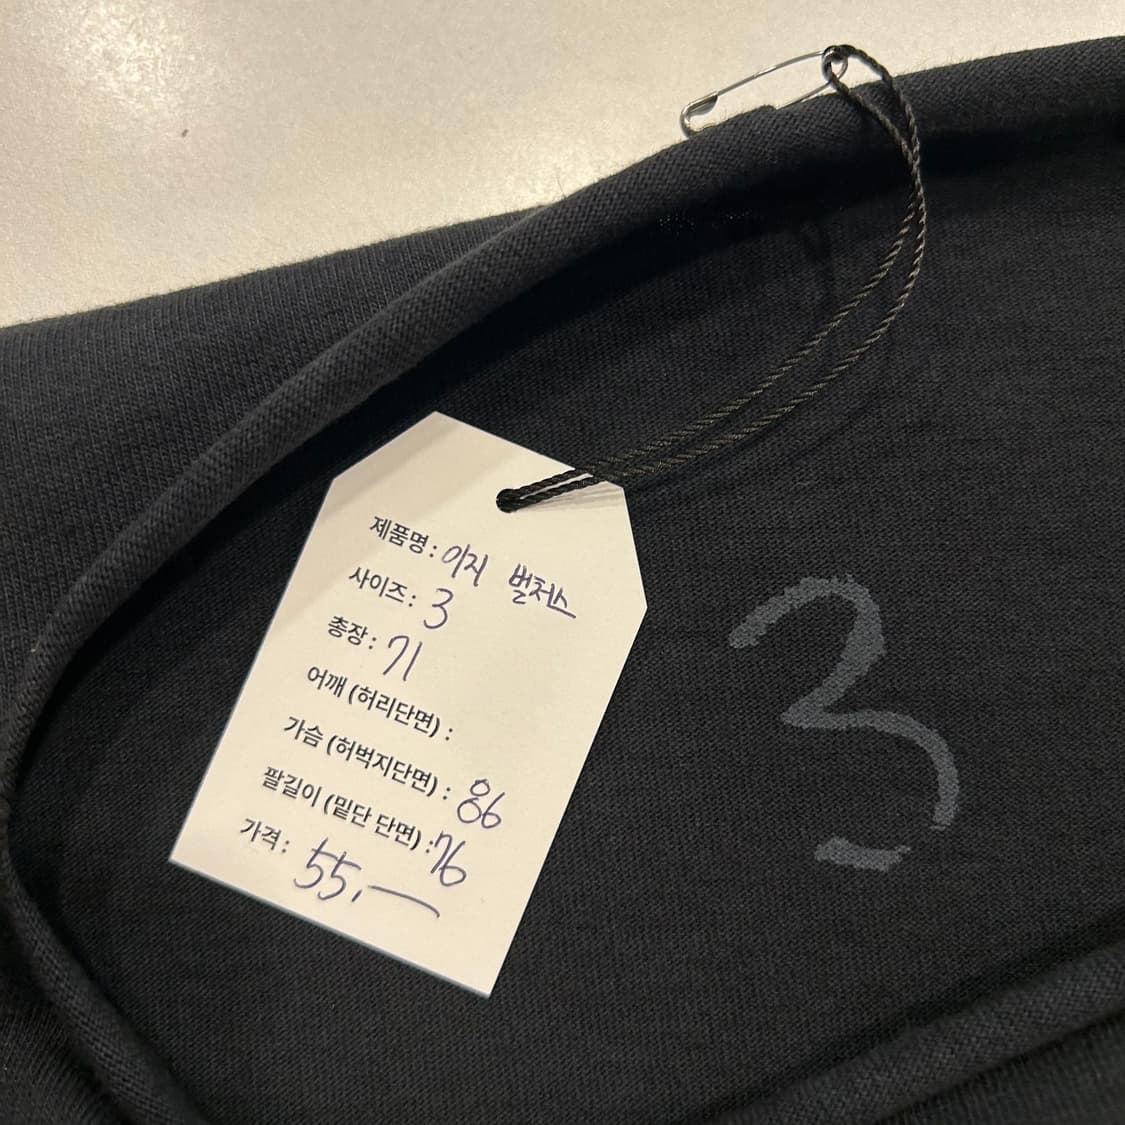 제품명 : 이지 벌처스
사이즈 : 3
총장 : 71
어깨 (허리단면) :
가슴 (허벅지단면) : 86
팔길이 (밑단 단면) : 76
가격 : 55,—
3